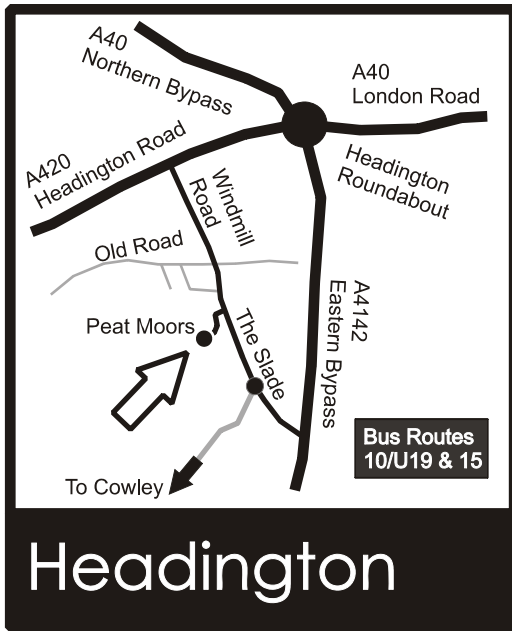 A40
Northern Bypass
A40
London Road
A420
Headington Road
Headington
Roundabout
Windmill
Road
Old Road
A4142
Eastern Bypass
Peat Moors
The Slade
Bus Routes
10/U19 & 15
To Cowley
Headington